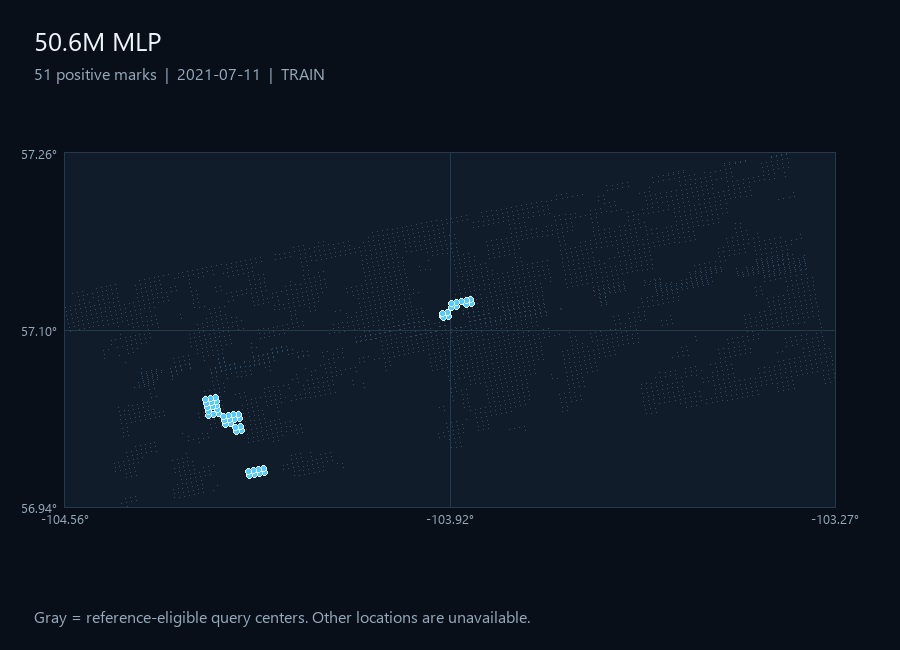 50.6M MLP
51 positive marks | 2021-07-11 | TRAIN
57.26°
57.10°
56.94°
-104.56°
-103.92°
-103.27°
Gray = reference-eligible query centers. Other locations are unavailable.